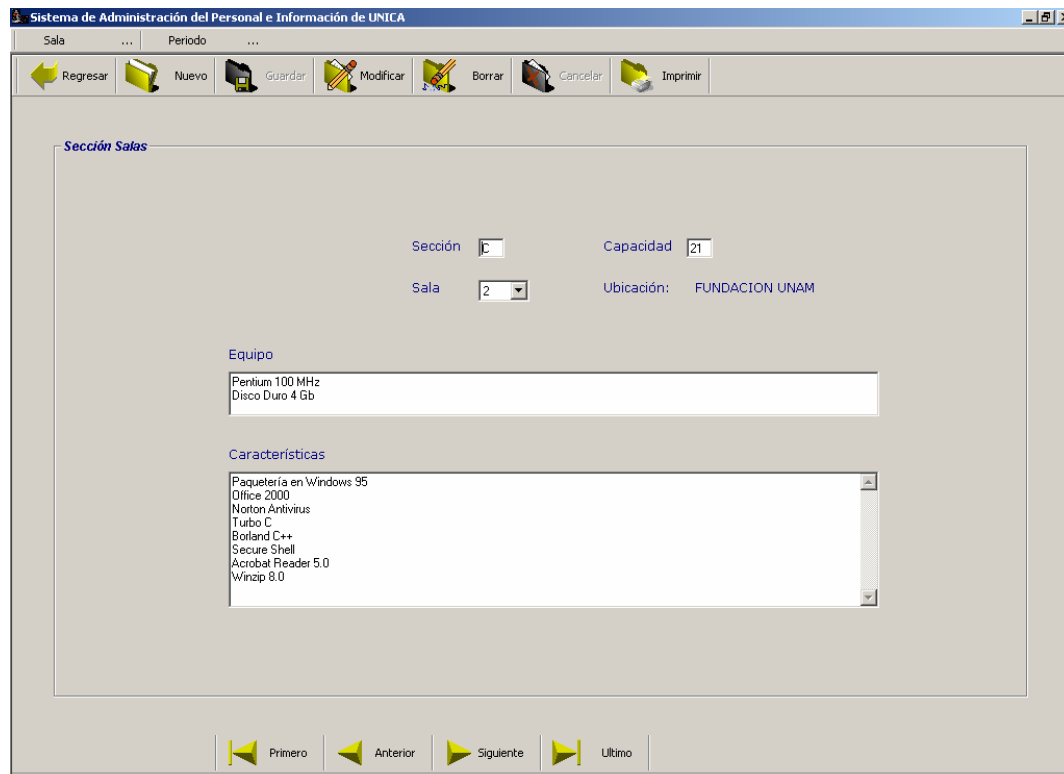 Sistema de Administración del Personal e Información de UNICA
Sala ... Periodo ...
Regresar Nuevo Guardar Modificar Borrar Cancelar Imprimir
Sección Salas
Sección C Capacidad 21
Sala 2 Ubicación: FUNDACION UNAM
Equipo
Pentium 100 MHz
Disco Duro 4 Gb
Características
Paquetería en Windows 95
Office 2000
Norton Antivirus
Turbo C
Borland C++
Secure Shell
Acrobat Reader 5.0
Winzip 8.0
Primero Anterior Siguiente Ultimo